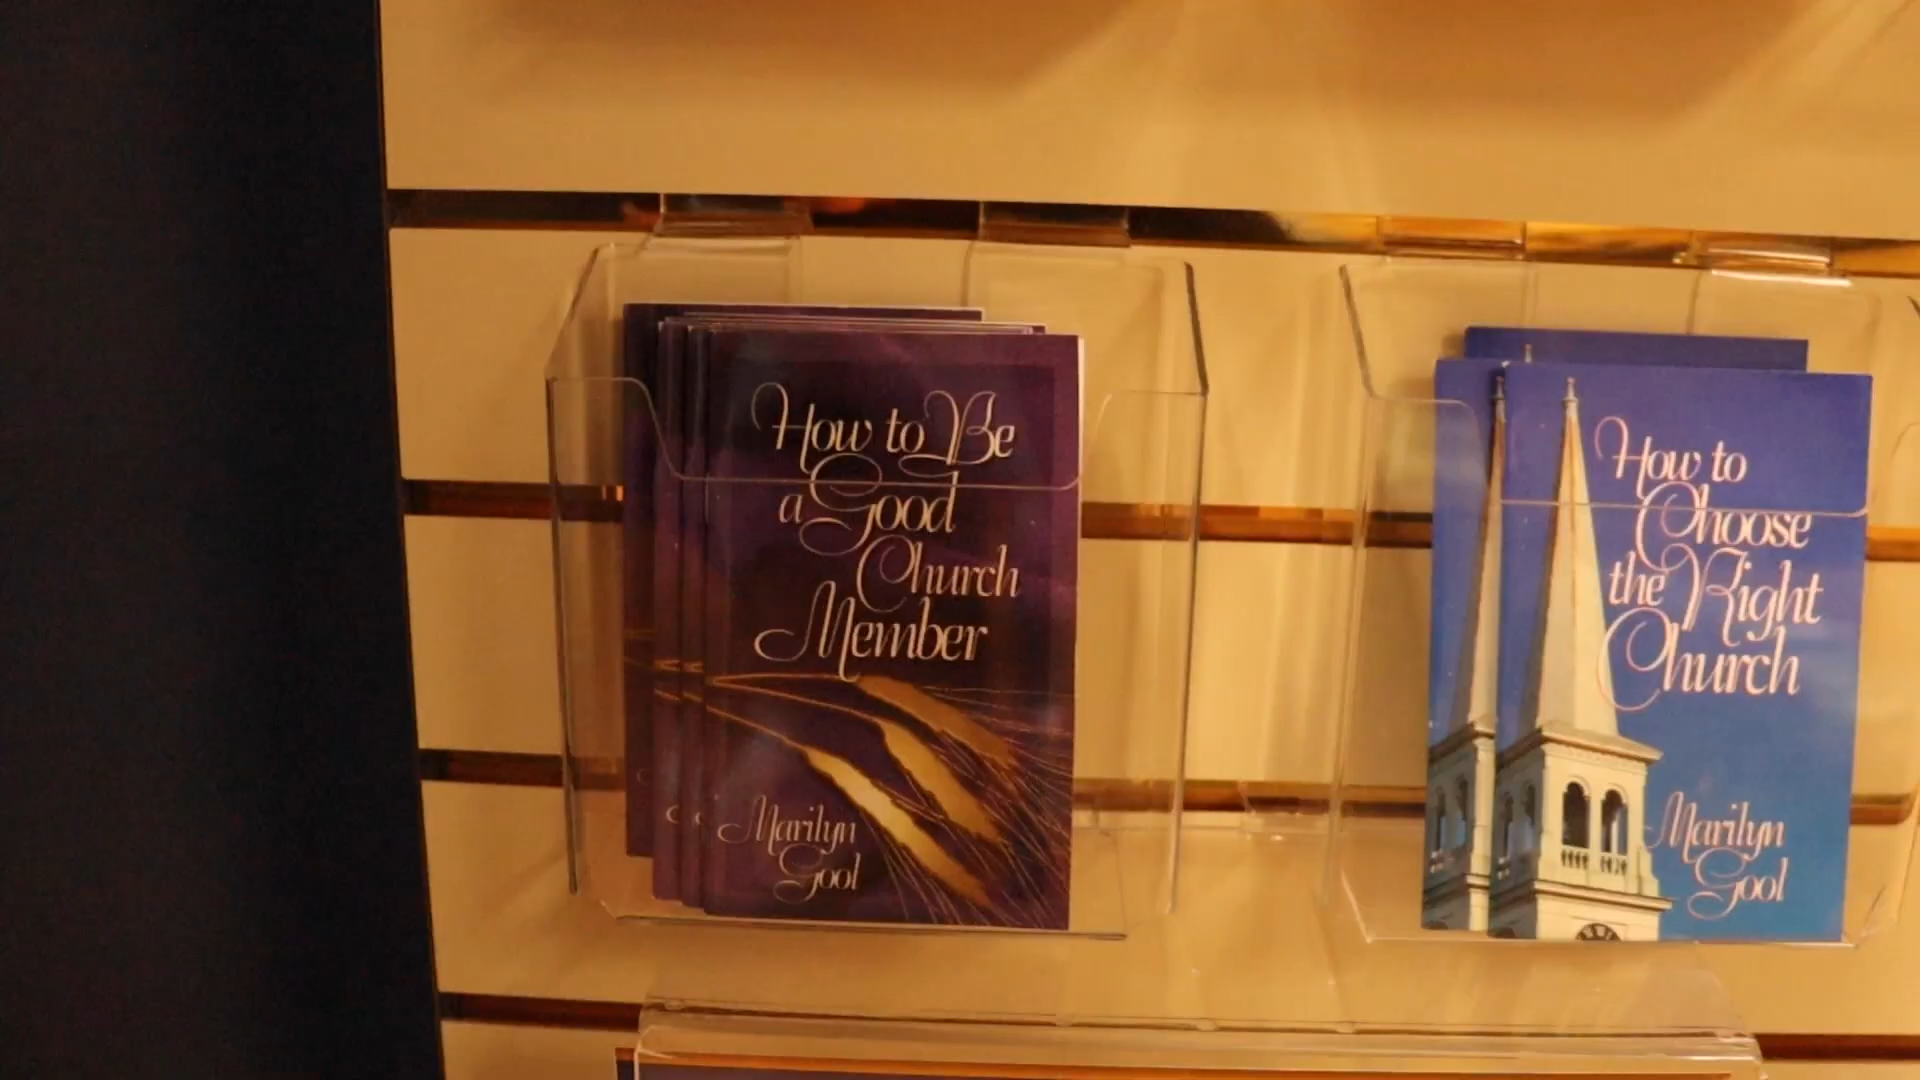 How to Be
a Good
Church
Member
Marilyn
Gool
How to
Choose
the Right
Church
Marilyn
Gool